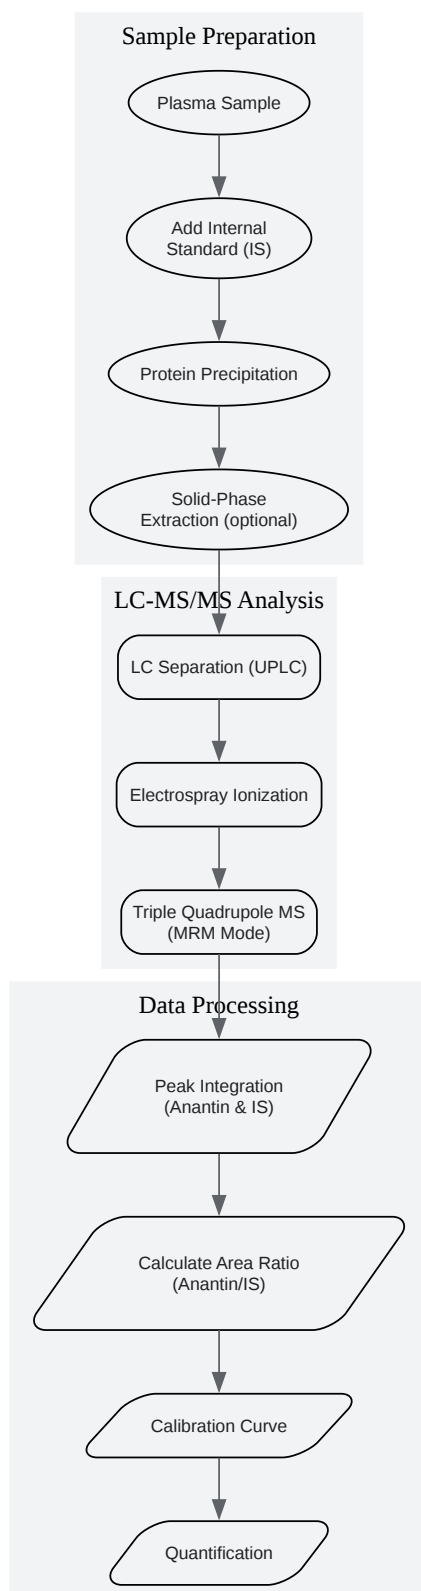 Sample Preparation
Plasma Sample
Add Internal
Standard (IS)
Protein Precipitation
Solid-Phase
Extraction (optional)
LC-MS/MS Analysis
LC Separation (UPLC)
Electrospray Ionization
Triple Quadrupole MS
(MRM Mode)
Data Processing
Peak Integration
(Anantin & IS)
Calculate Area Ratio
(Anantin/IS)
Calibration Curve
Quantification